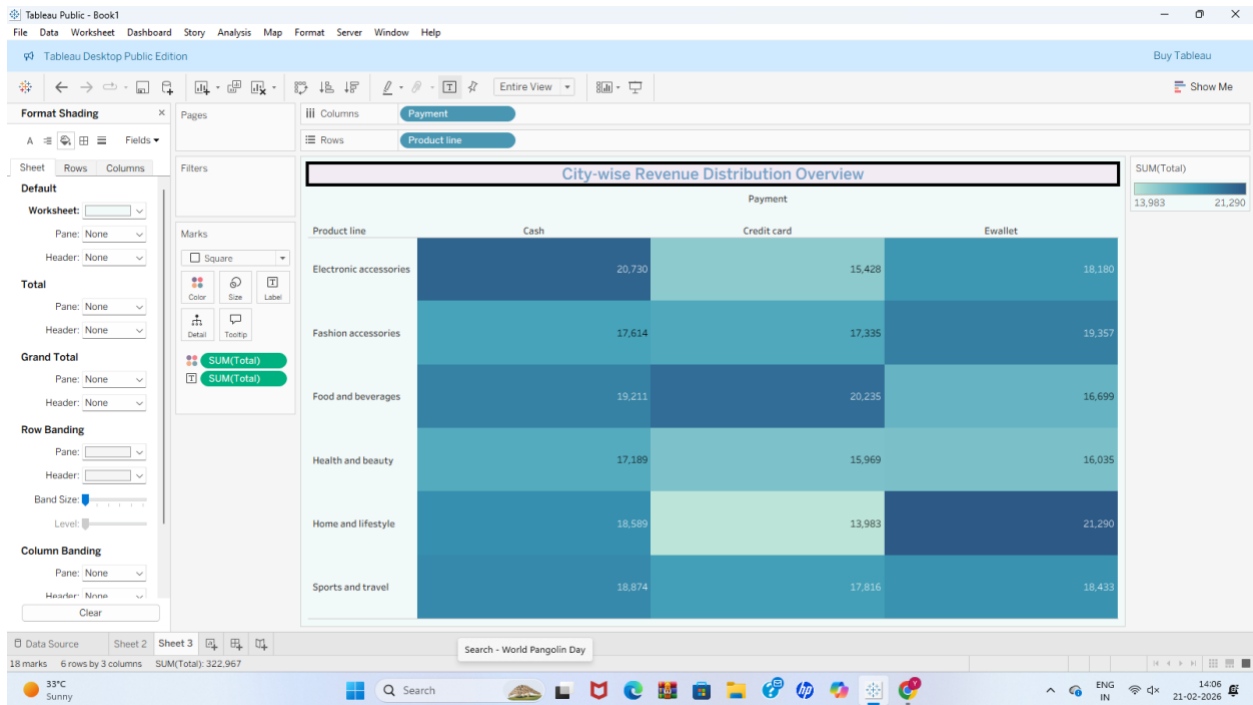 Tableau Public - Book1
File Data Worksheet Dashboard Story Analysis Map Format Server Window Help
Tableau Desktop Public Edition Buy Tableau
Entire View Show Me
Format Shading
Fields
Sheet Rows Columns
Default
Worksheet:
Pane: None
Header: None
Total
Pane: None
Header: None
Grand Total
Pane: None
Header: None
Row Banding
Pane:
Header:
Band Size:
Level:
Column Banding
Pane: None
Header: None
Clear
Pages
Filters
Marks
Square
Color Size Label
Detail Tooltip
SUM(Total)
SUM(Total)
Columns Payment
Rows Product line
City-wise Revenue Distribution Overview
Payment
Product line Cash Credit card Ewallet
Electronic accessories 20,730 15,428 18,180
Fashion accessories 17,614 17,335 19,357
Food and beverages 19,211 20,235 16,699
Health and beauty 17,189 15,969 16,035
Home and lifestyle 18,589 13,983 21,290
Sports and travel 18,874 17,816 18,433
SUM(Total)
13,983 21,290
Data Source Sheet 2 Sheet 3
Search - World Pangolin Day
18 marks 6 rows by 3 columns SUM(Total): 322,967
33°C
Sunny
Search
ENG
IN
14:06
21-02-2026